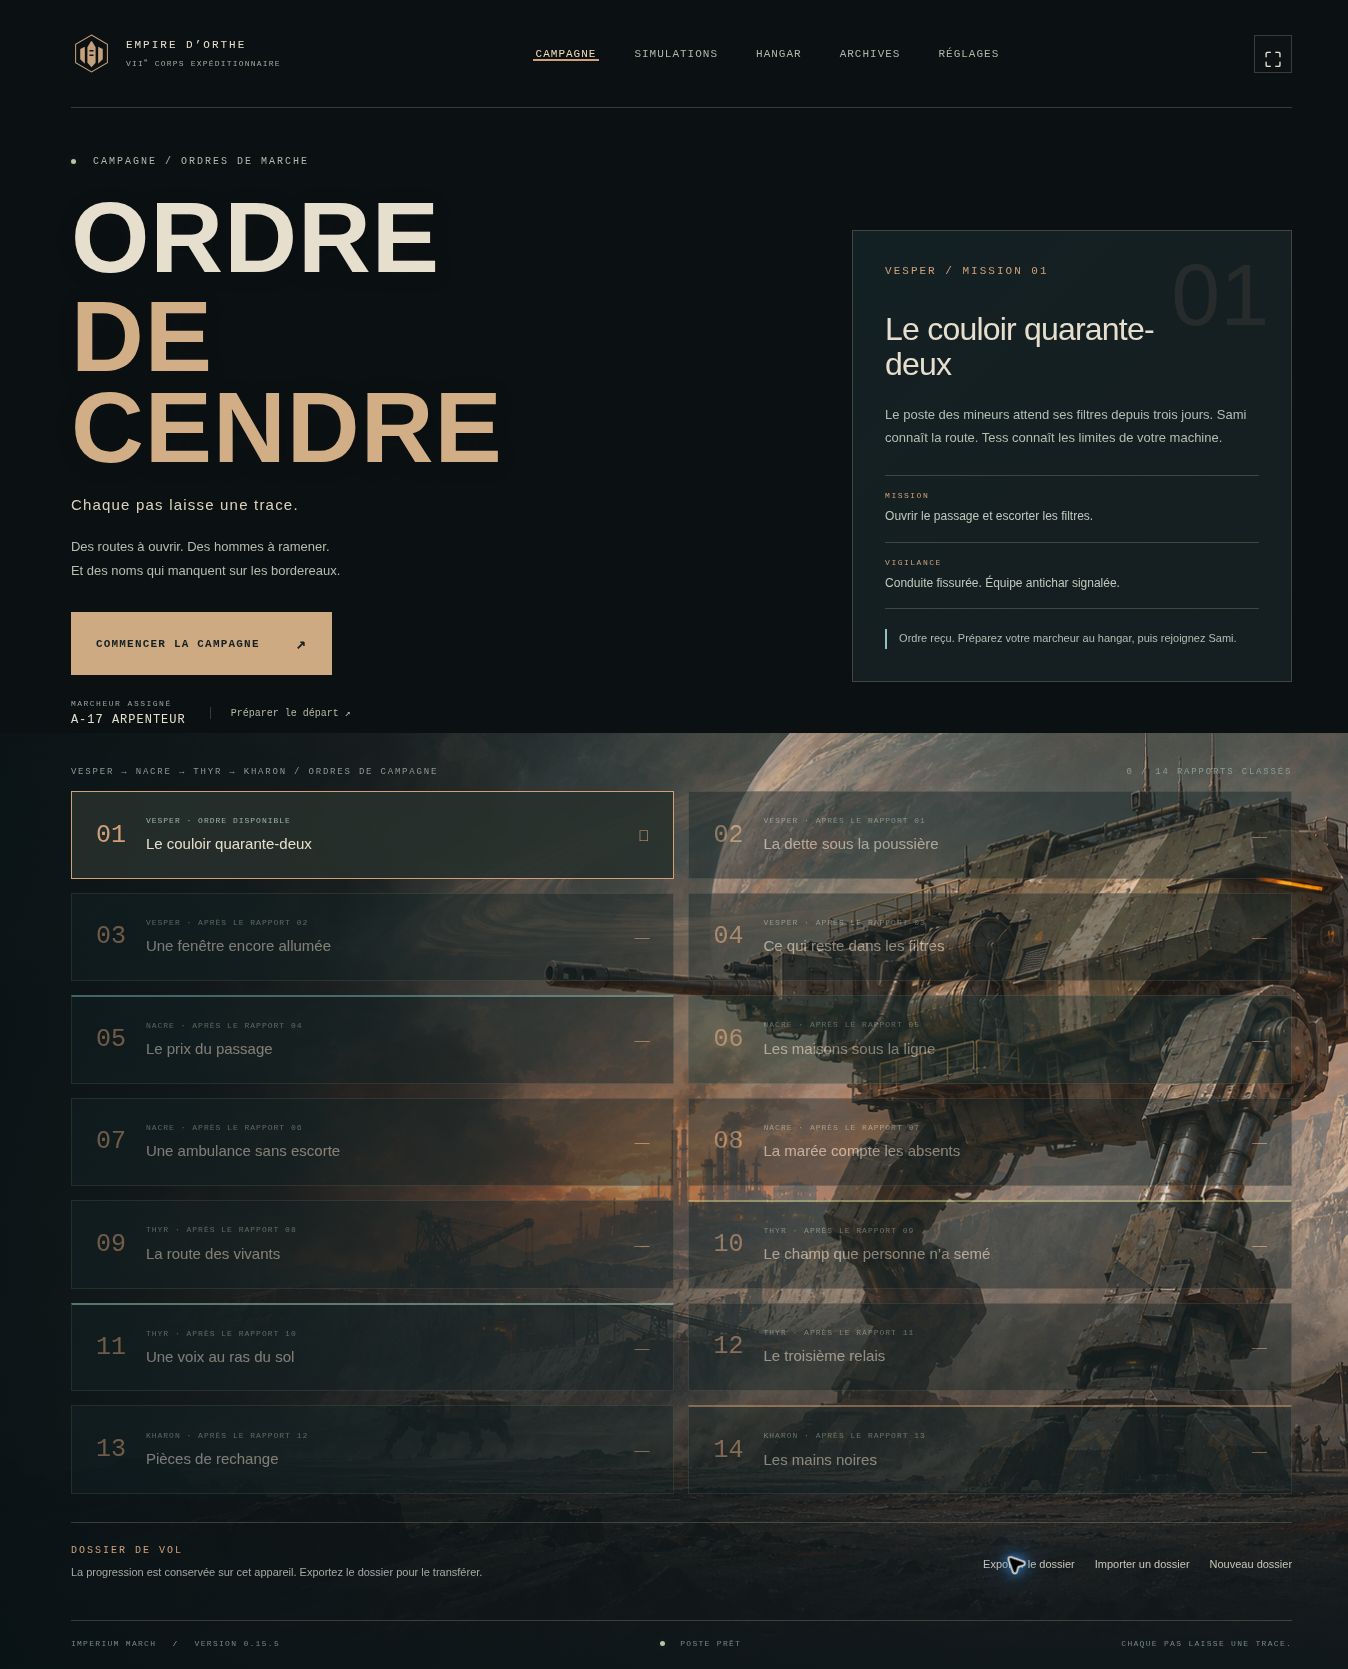 EMPIRE D’ORTHE
VIIᵉ CORPS EXPÉDITIONNAIRE
CAMPAGNE
SIMULATIONS
HANGAR
ARCHIVES
RÉGLAGES
CAMPAGNE / ORDRES DE MARCHE
ORDRE
DE
CENDRE
Chaque pas laisse une trace.
Des routes à ouvrir. Des hommes à ramener.
Et des noms qui manquent sur les bordereaux.
COMMENCER LA CAMPAGNE ↗
MARCHEUR ASSIGNÉ
A-17 ARPENTEUR
Préparer le départ ↗
VESPER / MISSION 01
01
Le couloir quarante-
deux
Le poste des mineurs attend ses filtres depuis trois jours. Sami
connaît la route. Tess connaît les limites de votre machine.
MISSION
Ouvrir le passage et escorter les filtres.
VIGILANCE
Conduite fissurée. Équipe antichar signalée.
Ordre reçu. Préparez votre marcheur au hangar, puis rejoignez Sami.
VESPER → NACRE → THYR → KHARON / ORDRES DE CAMPAGNE
0 / 14 RAPPORTS CLASSÉS
01
VESPER · ORDRE DISPONIBLE
Le couloir quarante-deux
02
VESPER · APRÈS LE RAPPORT 01
La dette sous la poussière
—
03
VESPER · APRÈS LE RAPPORT 02
Une fenêtre encore allumée
—
04
VESPER · APRÈS LE RAPPORT 03
Ce qui reste dans les filtres
—
05
NACRE · APRÈS LE RAPPORT 04
Le prix du passage
—
06
NACRE · APRÈS LE RAPPORT 05
Les maisons sous la ligne
—
07
NACRE · APRÈS LE RAPPORT 06
Une ambulance sans escorte
—
08
NACRE · APRÈS LE RAPPORT 07
La marée compte les absents
—
09
THYR · APRÈS LE RAPPORT 08
La route des vivants
—
10
THYR · APRÈS LE RAPPORT 09
Le champ que personne n’a semé
—
11
THYR · APRÈS LE RAPPORT 10
Une voix au ras du sol
—
12
THYR · APRÈS LE RAPPORT 11
Le troisième relais
—
13
KHARON · APRÈS LE RAPPORT 12
Pièces de rechange
—
14
KHARON · APRÈS LE RAPPORT 13
Les mains noires
—
DOSSIER DE VOL
La progression est conservée sur cet appareil. Exportez le dossier pour le transférer.
le dossier
Importer un dossier
Nouveau dossier
IMPERIUM MARCH / VERSION 0.15.5
POSTE PRÊT
CHAQUE PAS LAISSE UNE TRACE.